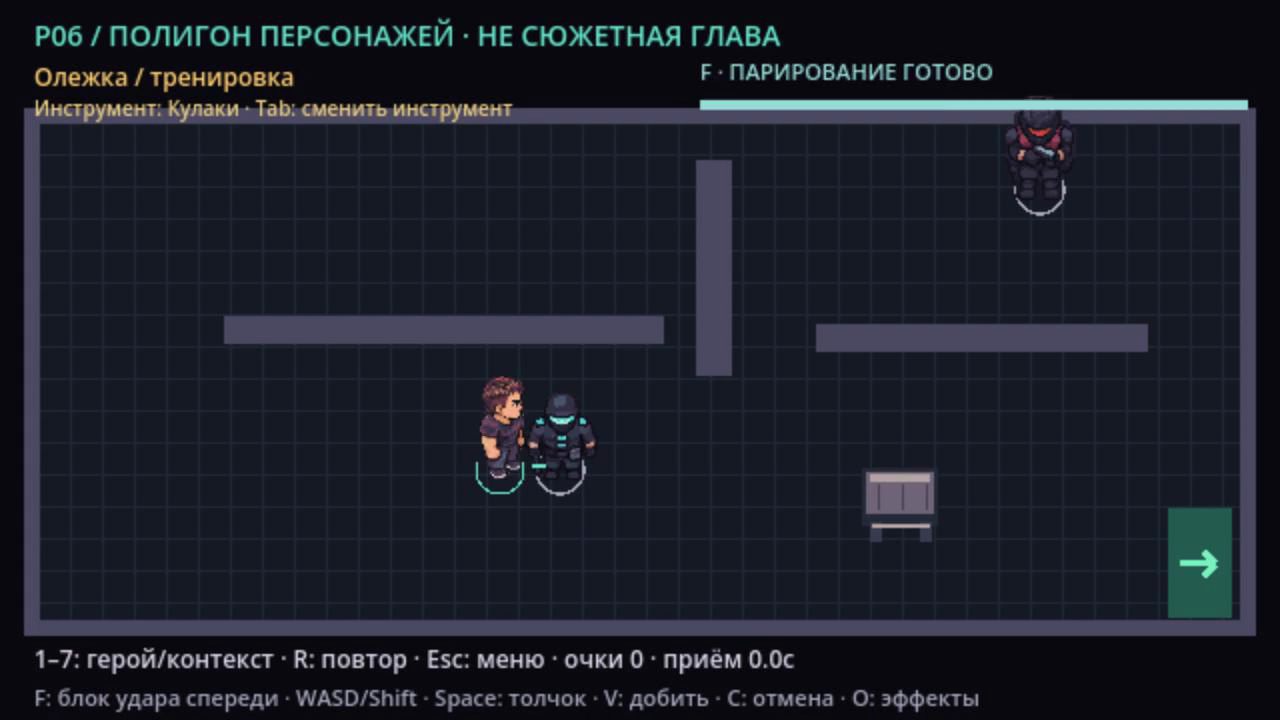 P06 / ПОЛИГОН ПЕРСОНАЖЕЙ · НЕ СЮЖЕТНАЯ ГЛАВА
Олежка / тренировка
F · ПАРИРОВАНИЕ ГОТОВО
Инструмент: Кулаки · Tab: сменить инструмент
1–7: герой/контекст · R: повтор · Esc: меню · очки 0 · приём 0.0с
F: блок удара спереди · WASD/Shift · Space: толчок · V: добить · C: отмена · O: эффекты